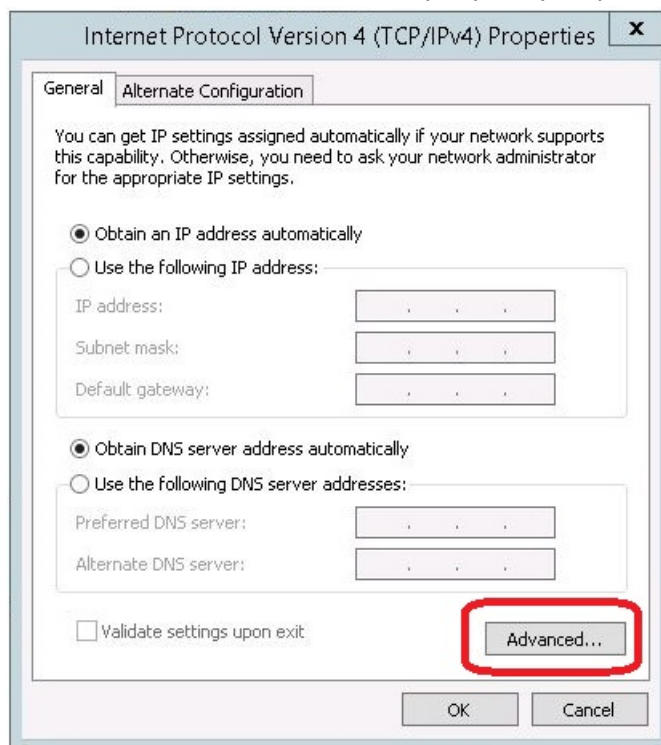 Internet Protocol Version 4 (TCP/IPv4) Properties
x
General
Alternate Configuration
You can get IP settings assigned automatically if your network supports
this capability. Otherwise, you need to ask your network administrator
for the appropriate IP settings.
Obtain an IP address automatically
Use the following IP address:
IP address:
Subnet mask:
Default gateway:
Obtain DNS server address automatically
Use the following DNS server addresses:
Preferred DNS server:
Alternate DNS server:
Validate settings upon exit
Advanced...
OK
Cancel